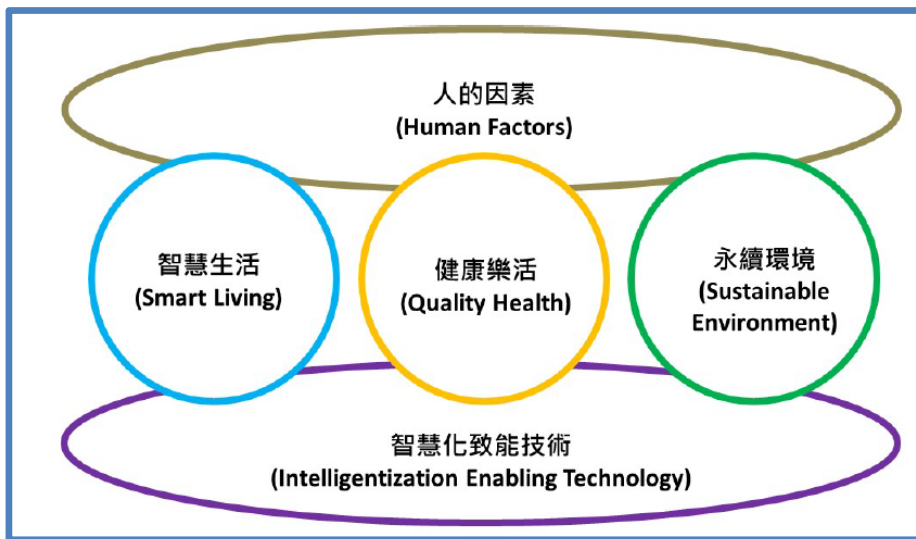 人的因素
(Human Factors)
智慧生活
(Smart Living)
健康樂活
(Quality Health)
永續環境
(Sustainable
Environment)
智慧化致能技術
(Intelligentization Enabling Technology)